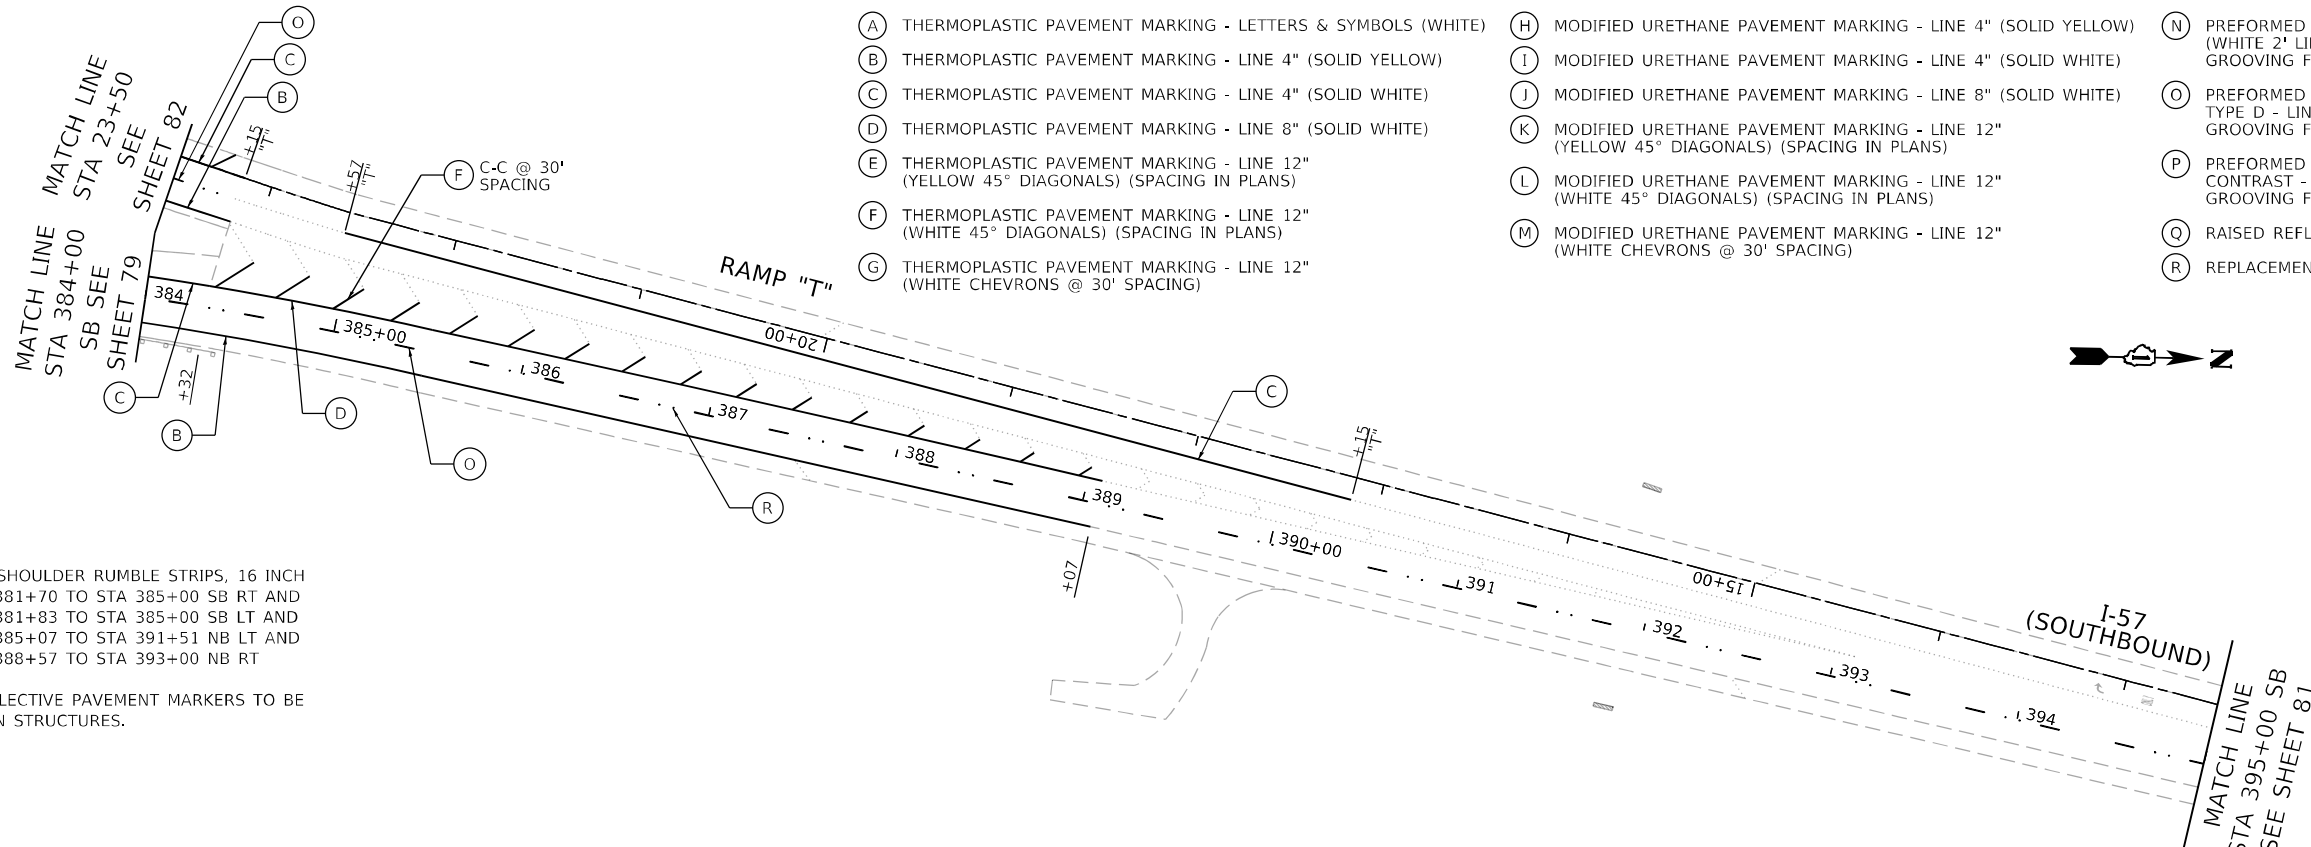 O
C
B
MATCH LINE
STA 23+50
SEE
SHEET 82
+15
"T"
+57
"T"
F C-C @ 30'
SPACING
A THERMOPLASTIC PAVEMENT MARKING - LETTERS & SYMBOLS (WHITE)
B THERMOPLASTIC PAVEMENT MARKING - LINE 4" (SOLID YELLOW)
C THERMOPLASTIC PAVEMENT MARKING - LINE 4" (SOLID WHITE)
D THERMOPLASTIC PAVEMENT MARKING - LINE 8" (SOLID WHITE)
E THERMOPLASTIC PAVEMENT MARKING - LINE 12"
(YELLOW 45° DIAGONALS) (SPACING IN PLANS)
F THERMOPLASTIC PAVEMENT MARKING - LINE 12"
(WHITE 45° DIAGONALS) (SPACING IN PLANS)
G THERMOPLASTIC PAVEMENT MARKING - LINE 12"
(WHITE CHEVRONS @ 30' SPACING)
H MODIFIED URETHANE PAVEMENT MARKING - LINE 4" (SOLID YELLOW)
I MODIFIED URETHANE PAVEMENT MARKING - LINE 4" (SOLID WHITE)
J MODIFIED URETHANE PAVEMENT MARKING - LINE 8" (SOLID WHITE)
K MODIFIED URETHANE PAVEMENT MARKING - LINE 12"
(YELLOW 45° DIAGONALS) (SPACING IN PLANS)
L MODIFIED URETHANE PAVEMENT MARKING - LINE 12"
(WHITE 45° DIAGONALS) (SPACING IN PLANS)
M MODIFIED URETHANE PAVEMENT MARKING - LINE 12"
(WHITE CHEVRONS @ 30' SPACING)
N PREFORMED
(WHITE 2' LI
GROOVING F
O PREFORMED
TYPE D - LIN
GROOVING F
P PREFORMED
CONTRAST -
GROOVING F
Q RAISED REFL
R REPLACEMEN
MATCH LINE
STA 384+00
SB SEE
SHEET 79
RAMP "T"
384
385+00
386
387
388
389
390+00
391
392
393
394
20+00
15+00
+32
C
B
D
O
R
C
+15
"T"
+07
N
I-57
(SOUTHBOUND)
MATCH LINE
STA 395+00 SB
SEE SHEET 81
SHOULDER RUMBLE STRIPS, 16 INCH
381+70 TO STA 385+00 SB RT AND
381+83 TO STA 385+00 SB LT AND
385+07 TO STA 391+51 NB LT AND
388+57 TO STA 393+00 NB RT
LECTIVE PAVEMENT MARKERS TO BE
N STRUCTURES.